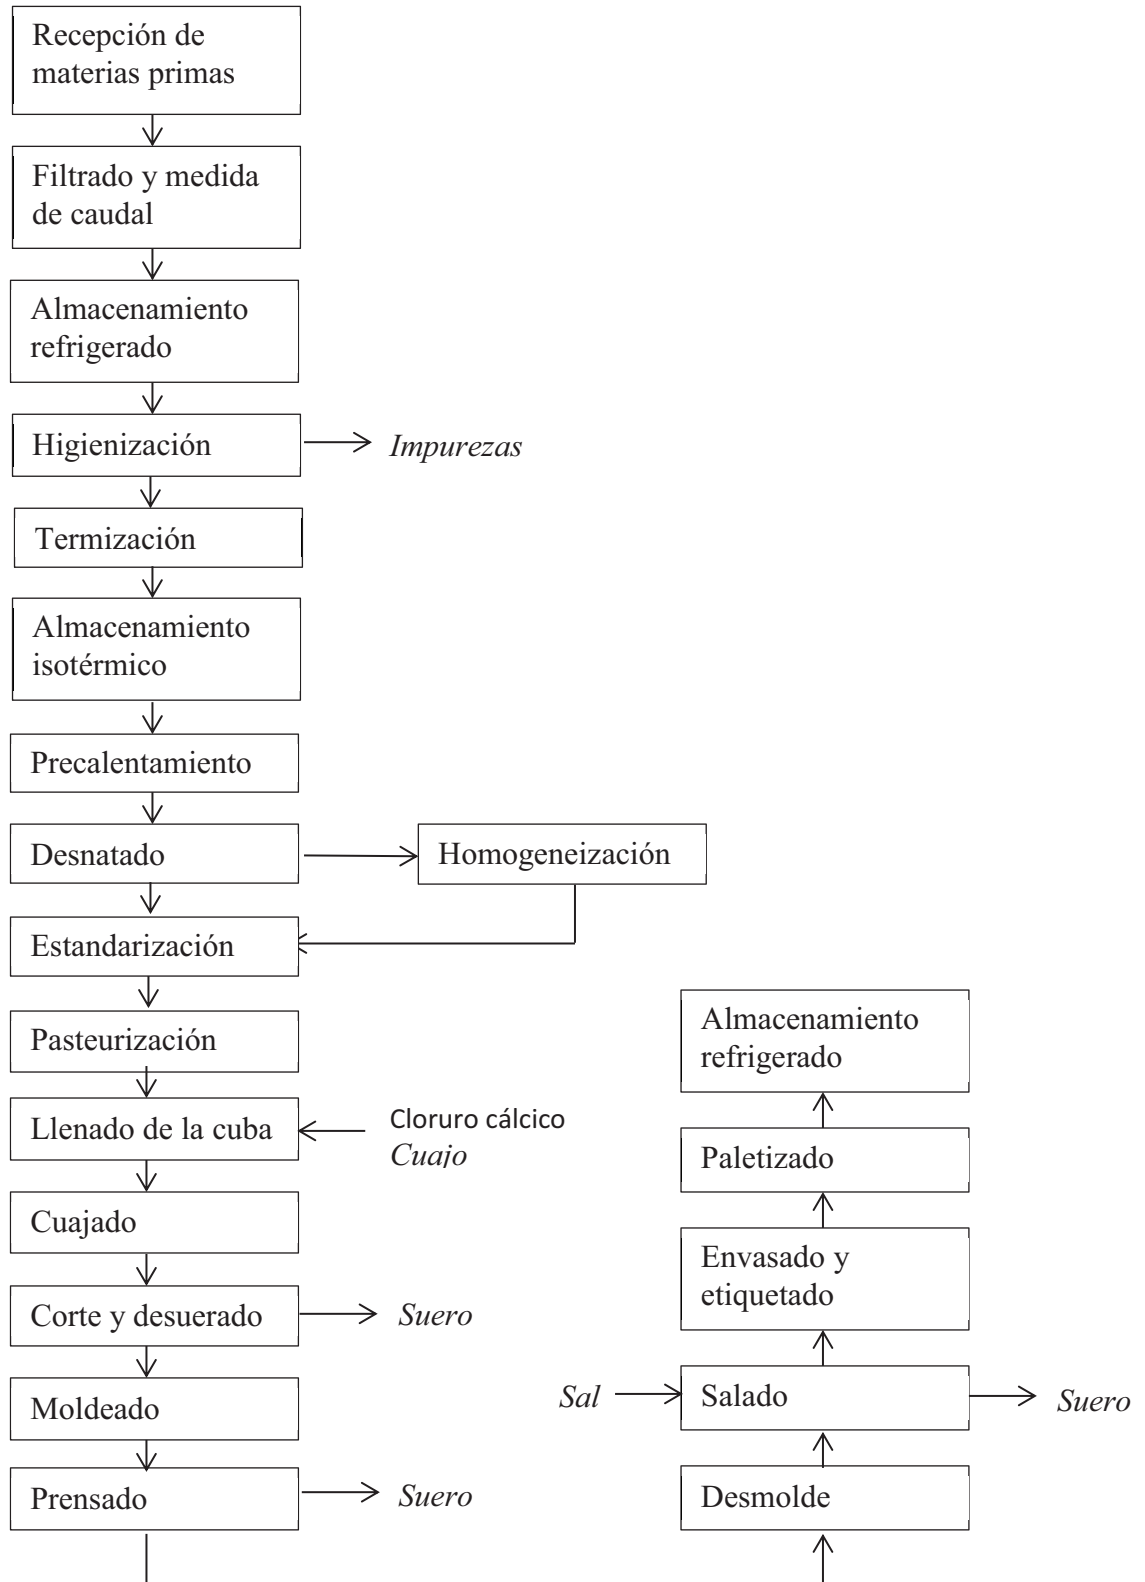 Recepción de
materias primas
Filtrado y medida
de caudal
Almacenamiento
refrigerado
Higienización
Impurezas
Termización
Almacenamiento
isotérmico
Precalentamiento
Desnatado
Homogeneización
Estandarización
Pasteurización
Llenado de la cuba
Cloruro cálcico
Cuajo
Cuajado
Corte y desuerado
Suero
Moldeado
Prensado
Suero
Desmolde
Sal
Salado
Suero
Envasado y
etiquetado
Paletizado
Almacenamiento
refrigerado